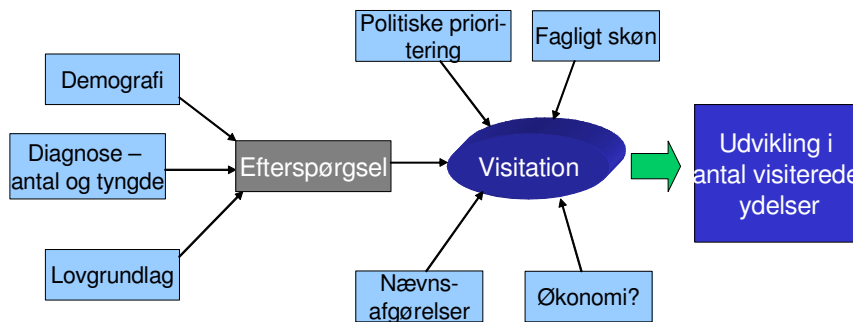 Demografi
Diagnose –
antal og tyngde
Lovgrundlag
Efterspørgsel
Politiske priori-
tering
Fagligt skøn
Visitation
Nævns-
afgørelser
Økonomi?
Udvikling i
antal visiterede
ydelser